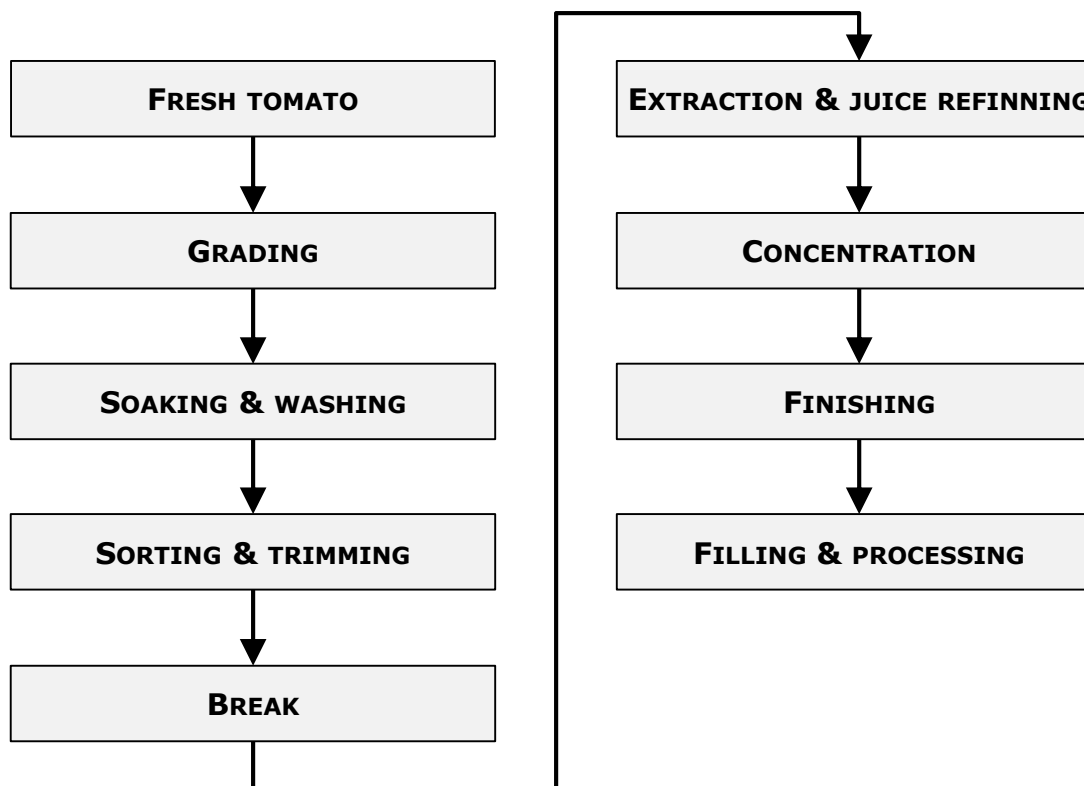 FRESH TOMATO
GRADING
SOAKING & WASHING
SORTING & TRIMMING
BREAK
EXTRACTION & JUICE REFINNING
CONCENTRATION
FINISHING
FILLING & PROCESSING